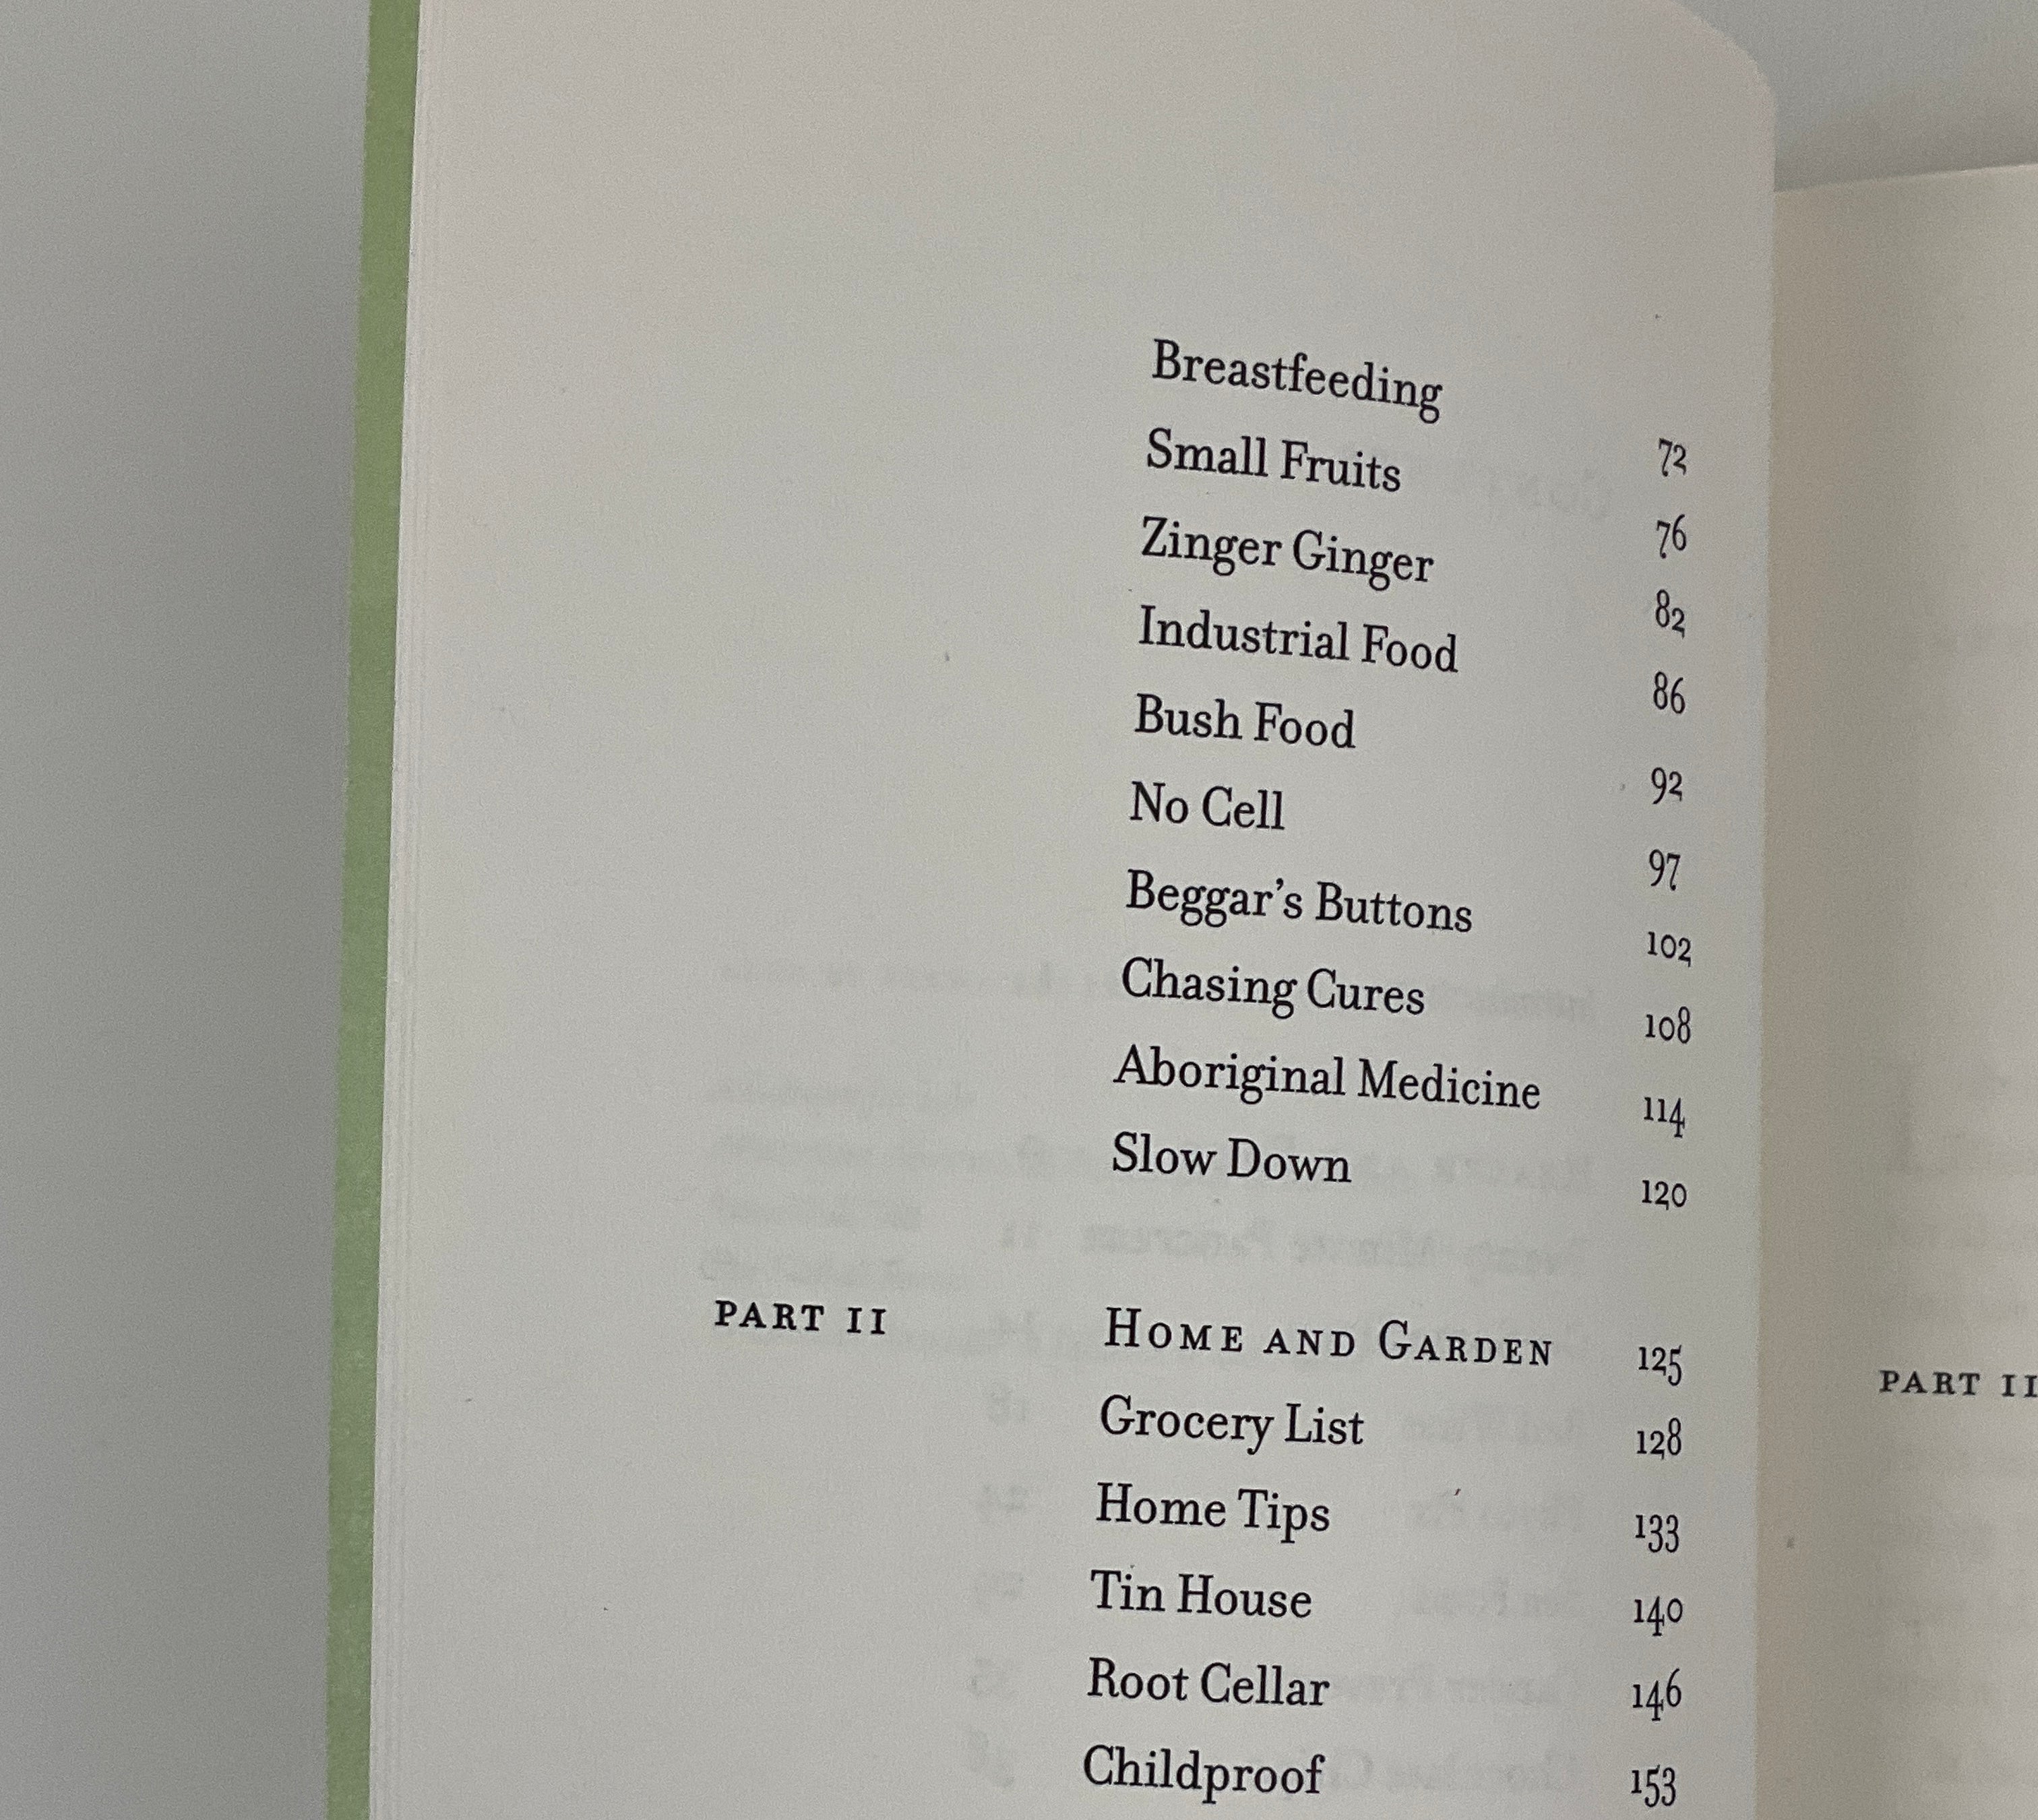 Breastfeeding 72
Small Fruits 76
Zinger Ginger 82
Industrial Food 86
Bush Food 92
No Cell 97
Beggar's Buttons 102
Chasing Cures 108
Aboriginal Medicine 114
Slow Down 120
PART II HOME AND GARDEN 125
Grocery List 128
Home Tips 133
Tin House 140
Root Cellar 146
Childproof 153
PART II